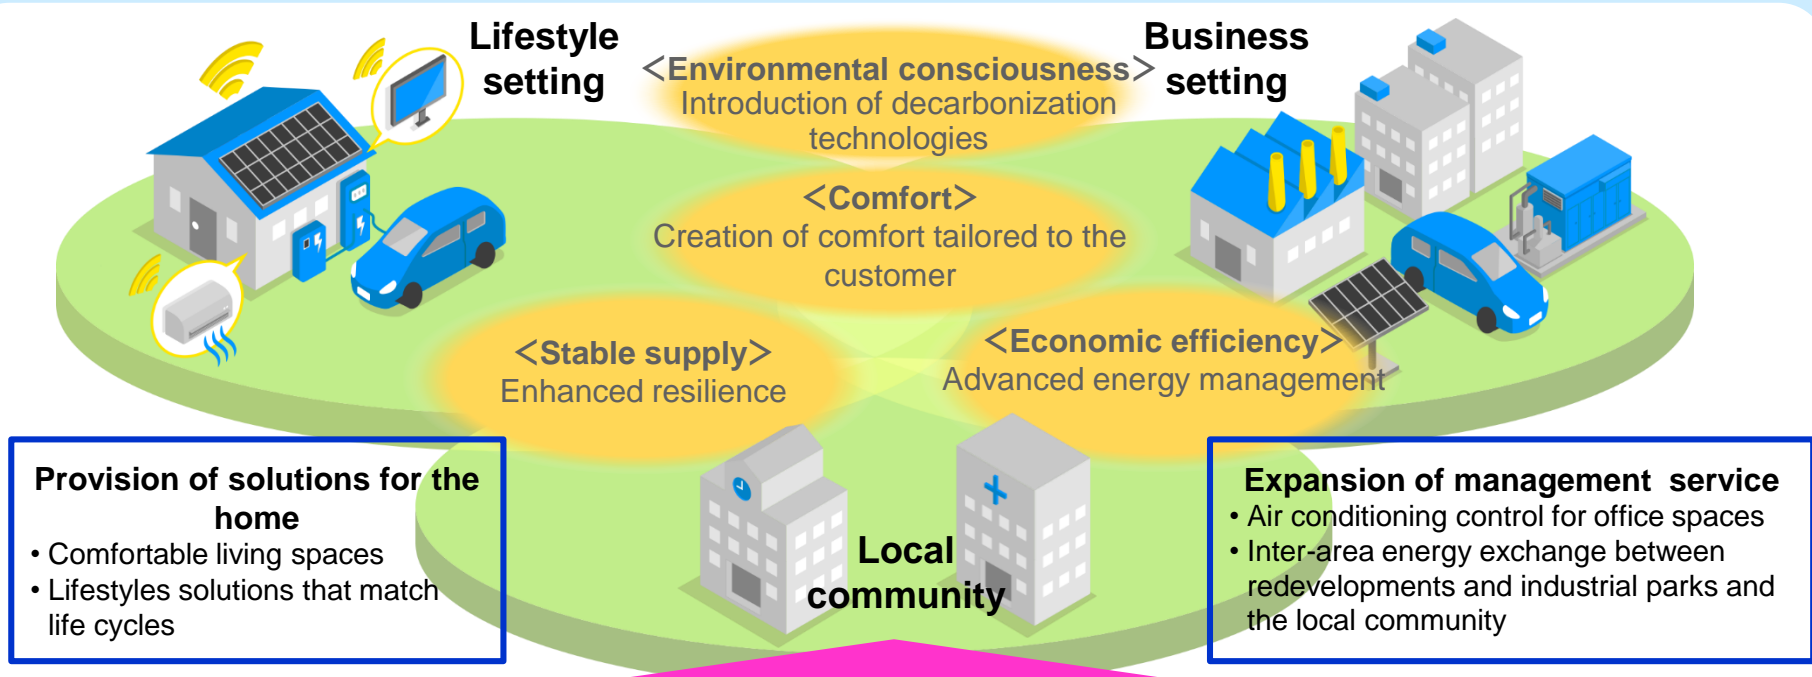 Lifestyle
setting
Business
setting
<Environmental consciousness>
Introduction of decarbonization
technologies
<Comfort>
Creation of comfort tailored to the
customer
<Stable supply>
Enhanced resilience
<Economic efficiency>
Advanced energy management
Provision of solutions for the
home
• Comfortable living spaces
• Lifestyles solutions that match
life cycles
Local
community
Expansion of management service
• Air conditioning control for office spaces
• Inter-area energy exchange between
redevelopments and industrial parks and
the local community